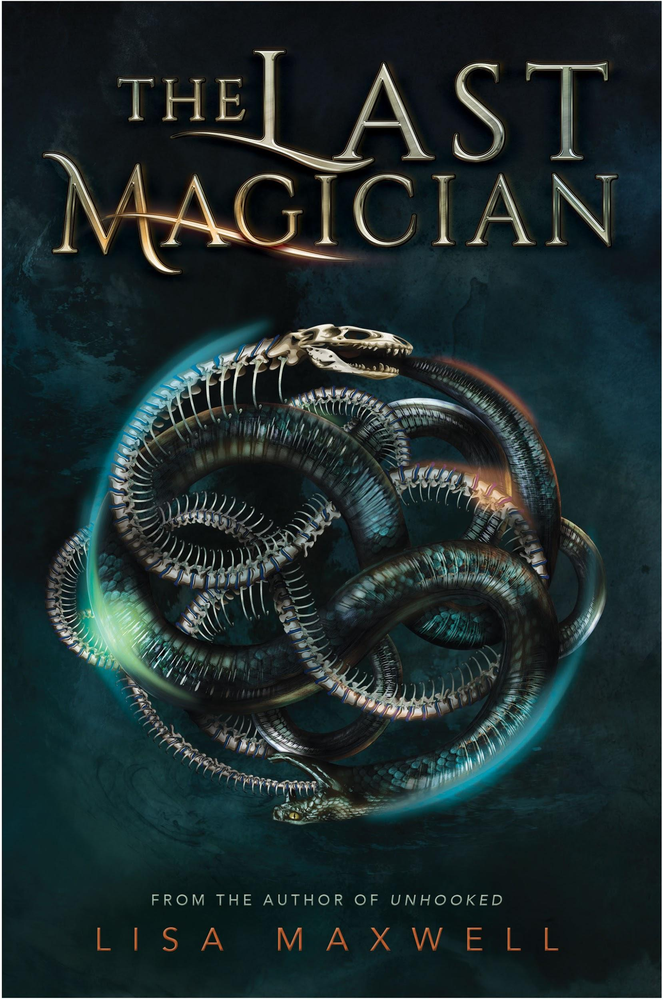 THE LAST
MAGICIAN
FROM THE AUTHOR OF UNHOOKED
LISA MAXWELL